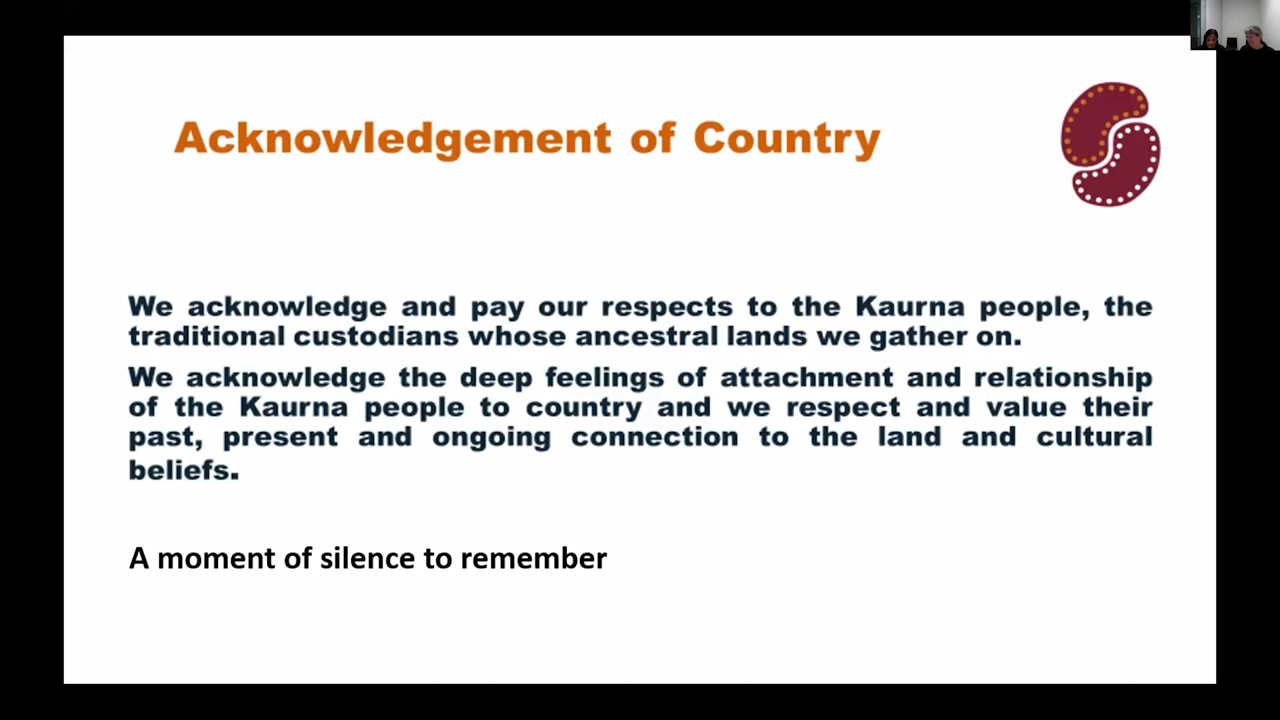 Acknowledgement of Country
We acknowledge and pay our respects to the Kaurna people, the
traditional custodians whose ancestral lands we gather on.
We acknowledge the deep feelings of attachment and relationship
of the Kaurna people to country and we respect and value their
past, present and ongoing connection to the land and cultural
beliefs.
A moment of silence to remember